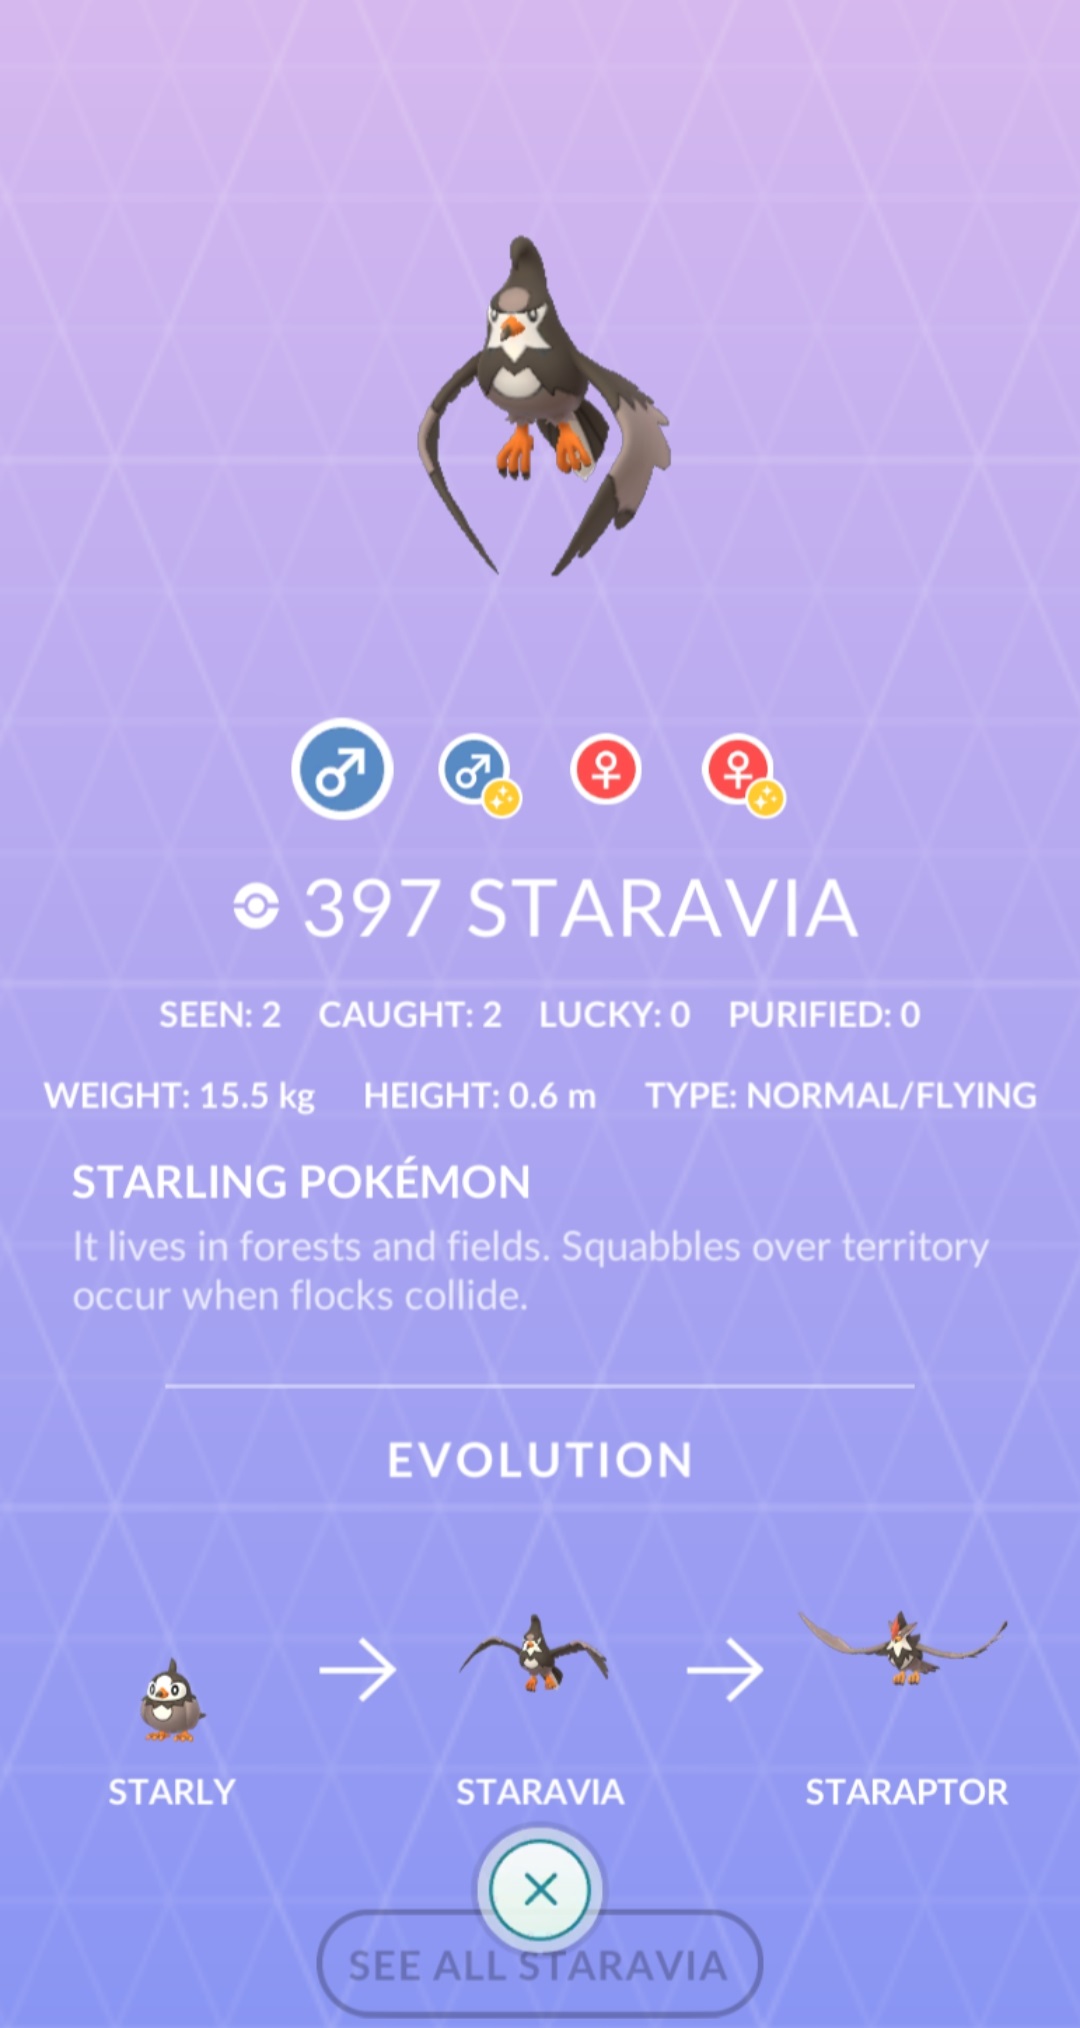 397 STARAVIA
SEEN: 2 CAUGHT: 2 LUCKY: 0 PURIFIED: 0
WEIGHT: 15.5 kg HEIGHT: 0.6 m TYPE: NORMAL/FLYING
STARLING POKÉMON
It lives in forests and fields. Squabbles over territory
occur when flocks collide.
EVOLUTION
STARLY STARAVIA STARAPTOR
SEE ALL STARAVIA